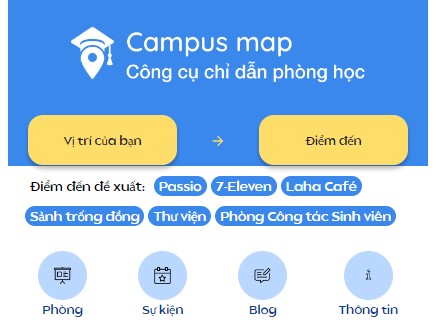 Campus map
Công cụ chỉ dẫn phòng học
Vị trí của bạn → Điểm đến
Điểm đến đề xuất: Passio 7-Eleven Laha Café
Sảnh trống đồng Thư viện Phòng Công tác Sinh viên
Phòng Sự kiện Blog Thông tin